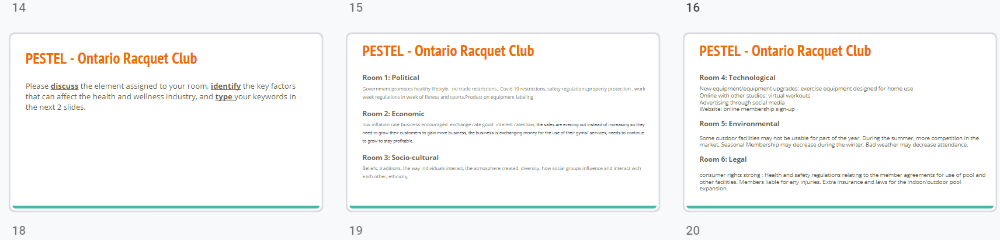 14
15
16
PESTEL - Ontario Racquet Club
Please discuss the element assigned to your room, identify the key factors
that can affect the health and wellness industry, and type your keywords in
the next 2 slides.
PESTEL - Ontario Racquet Club
Room 1: Political
Government promotes healthy lifestyle, no trade restrictions, Covid 19 restrictions, safety regulations,property protection , work
week regulations in week of fitness and sports.Product on equipment labeling
Room 2: Economic
low inflation rate business encouraged exchange rate good interest rates low, the sales are evening out instead of increasing so they
need to grow their customers to gain more business, the business is exchanging money for the use of their gyms/ services, needs to continue
to grow to stay profitable.
Room 3: Socio-cultural
Beliefs, traditions, the way individuals interact, the atmosphere created, diversity, how social groups influence and interact with
each other, ethnicity,
PESTEL - Ontario Racquet Club
Room 4: Technological
New equipment/equipment upgrades: exercise equipment designed for home use
Online with other studios: virtual workouts
Advertising through social media
Website: online membership sign-up
Room 5: Environmental
Some outdoor facilities may not be usable for part of the year. During the summer, more competition in the
market. Seasonal Membership may decrease during the winter. Bad weather may decrease attendance.
Room 6: Legal
consumer rights strong ; Health and safety regulations relating to the member agreements for use of pool and
other facilities. Members liable for any injuries. Extra insurance and laws for the indoor/outdoor pool
expansion.
18
19
20